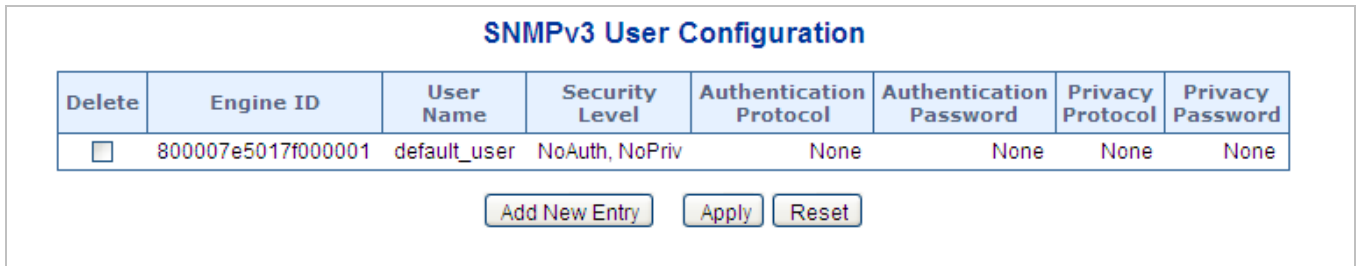 SNMPv3 User Configuration
Delete Engine ID User Name Security Level Authentication Protocol Authentication Password Privacy Protocol Privacy Password
800007e5017f000001 default_user NoAuth, NoPriv None None None None
Add New Entry Apply Reset